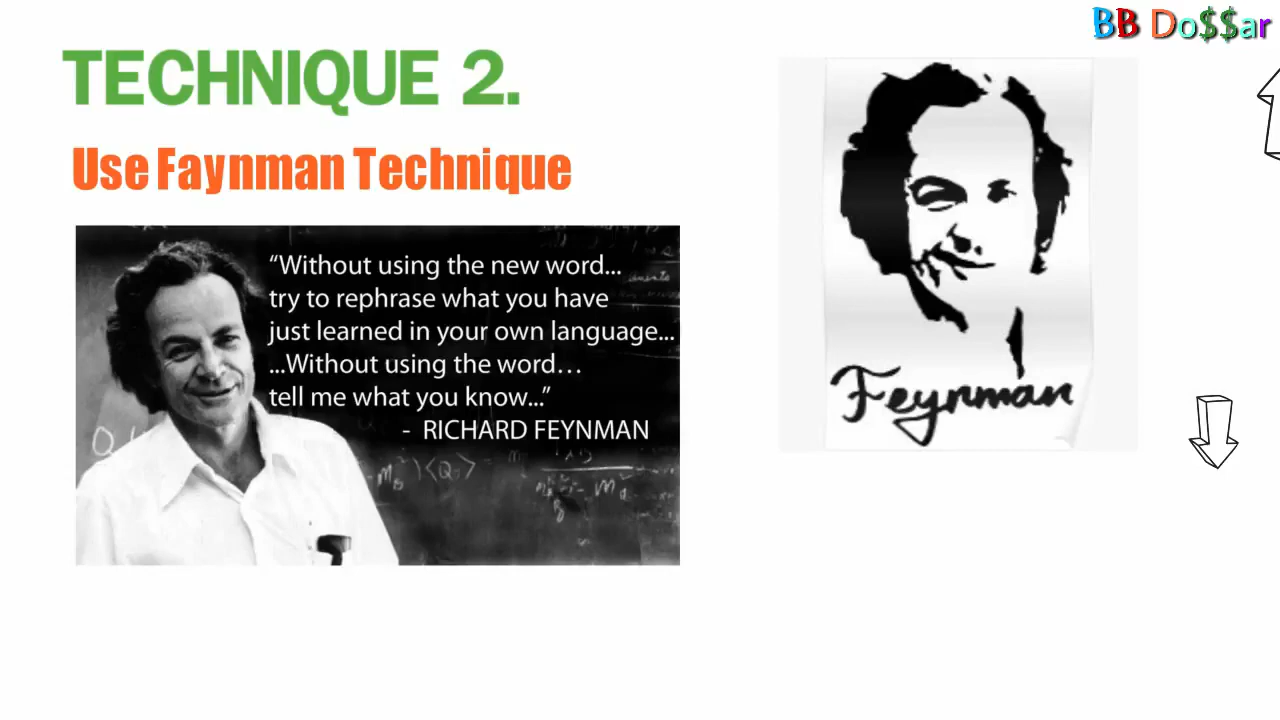 BB Do$$ar
TECHNIQUE 2.
Use Faynman Technique
“Without using the new word...
try to rephrase what you have
just learned in your own language...
...Without using the word...
tell me what you know...”
- RICHARD FEYNMAN
Feynman